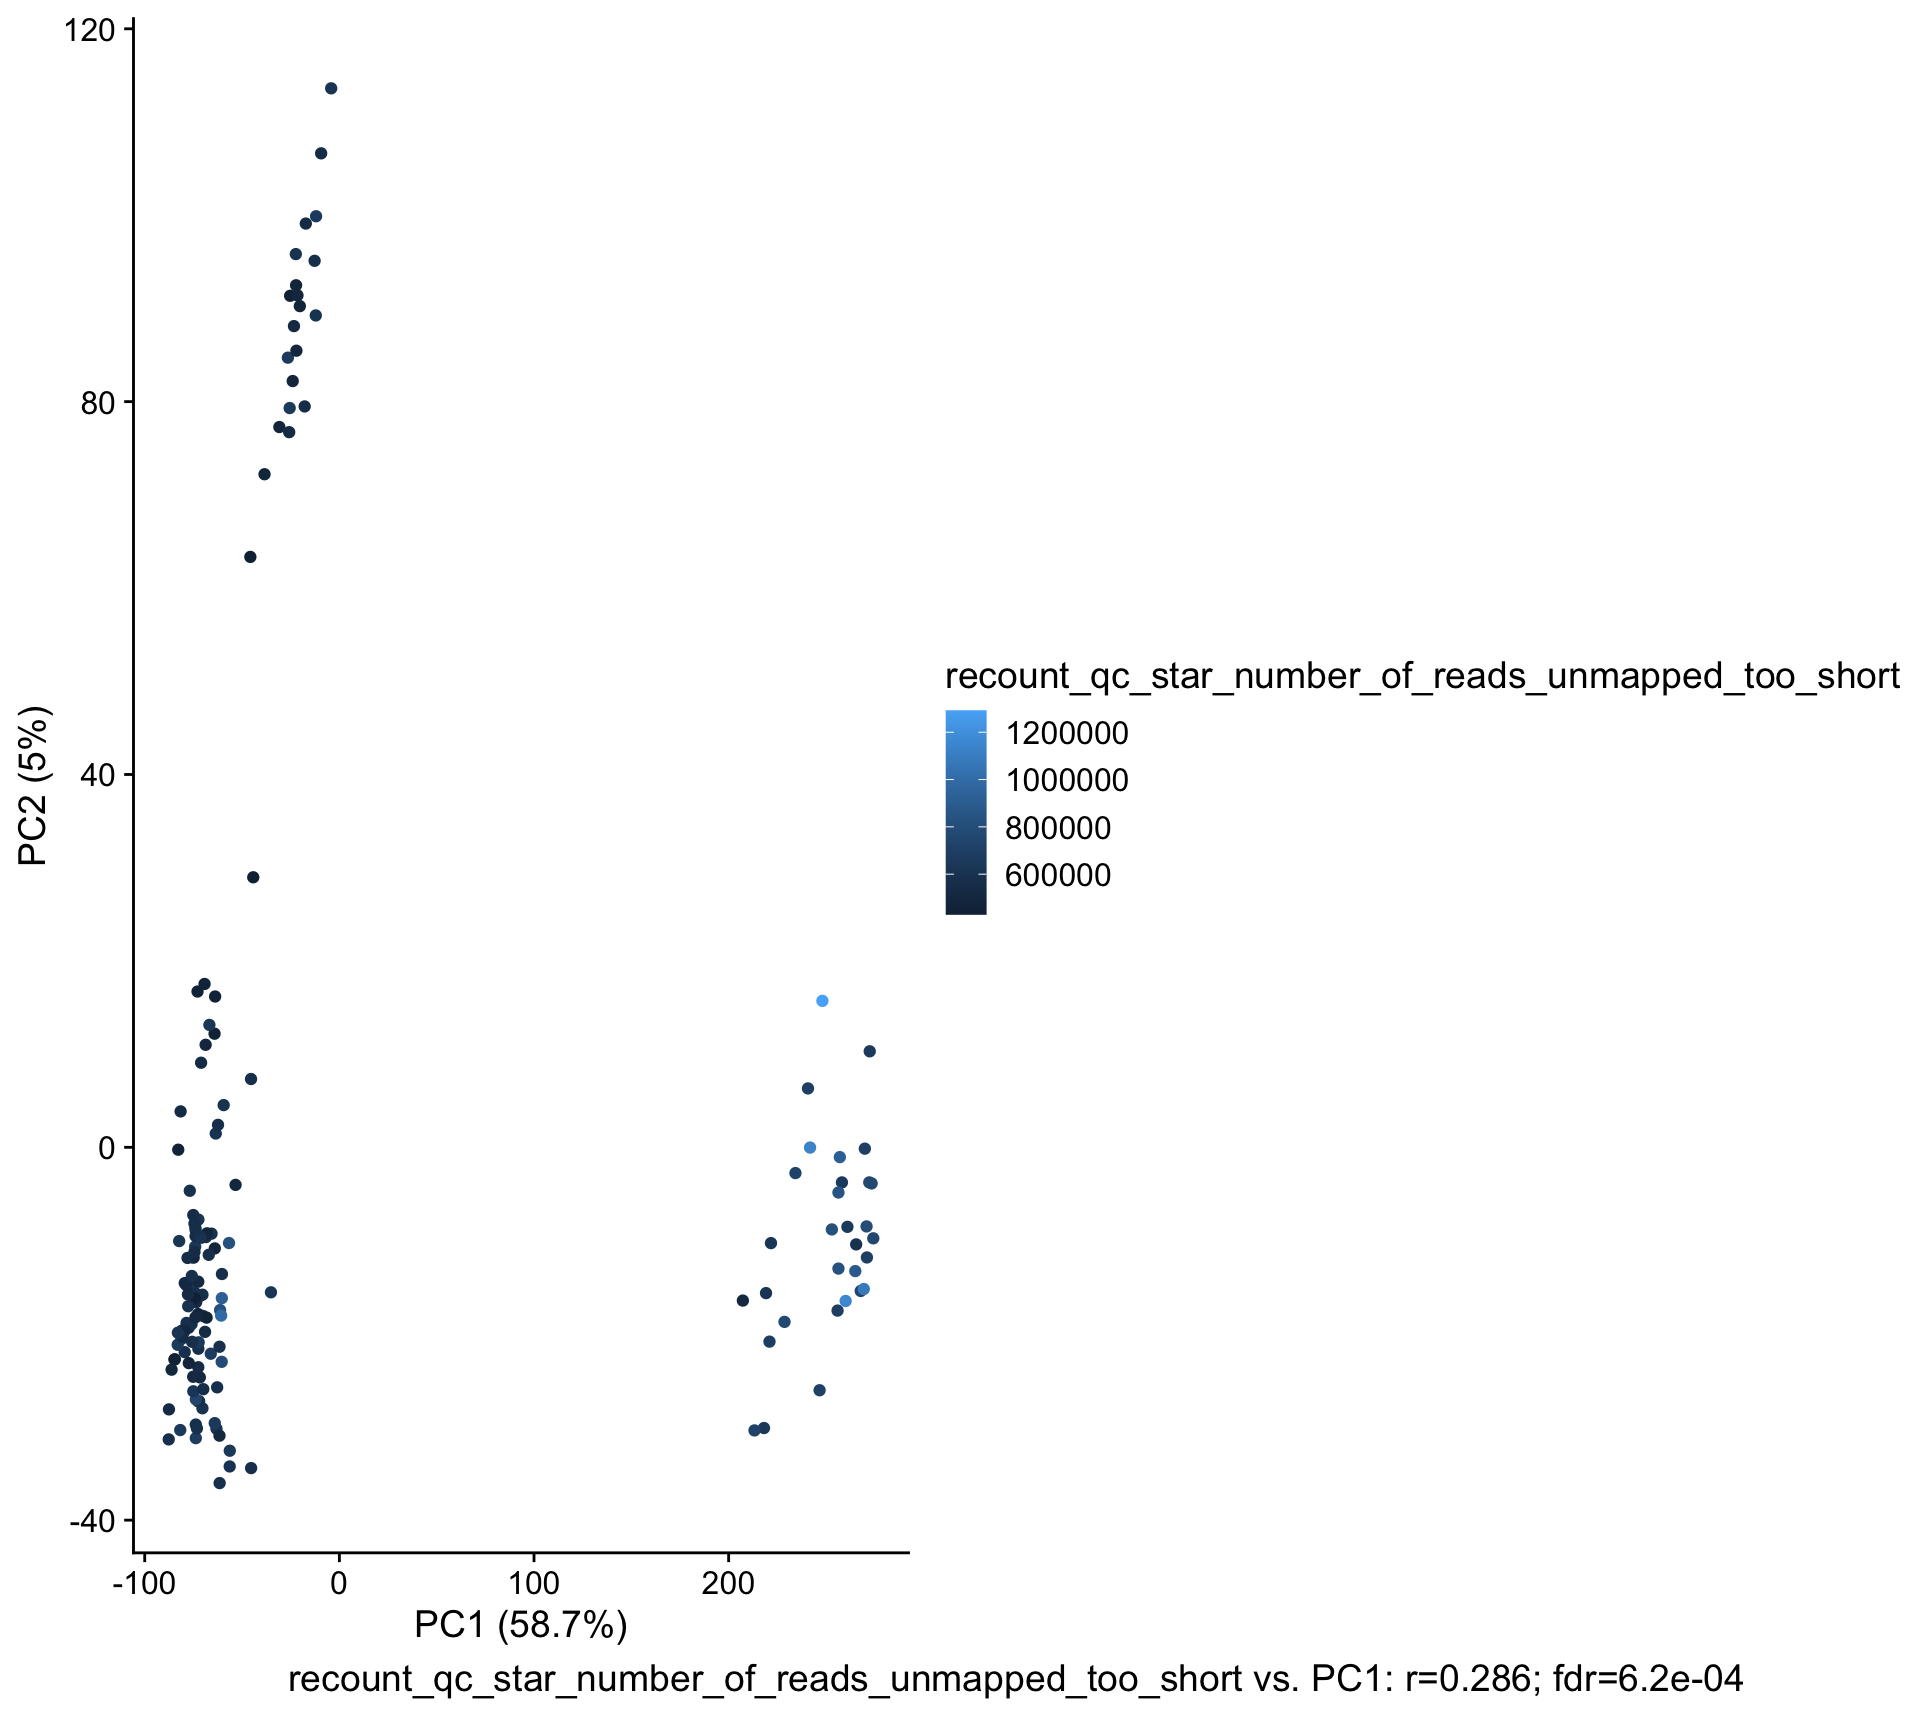 120
80
40
0
-40
PC2 (5%)
-100 0 100 200
PC1 (58.7%)
recount_qc_star_number_of_reads_unmapped_too_short
1200000
1000000
800000
600000
recount_qc_star_number_of_reads_unmapped_too_short vs. PC1: r=0.286; fdr=6.2e-04